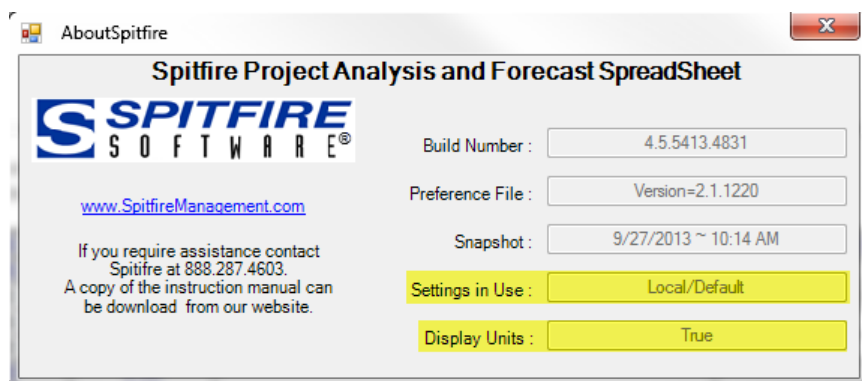 AboutSpitfire
Spitfire Project Analysis and Forecast SpreadSheet
SPITFIRE
SOFTWARE®
www.SpitfireManagement.com
If you require assistance contact
Spitifre at 888.287.4603.
A copy of the instruction manual can
be download from our website.
Build Number : 4.5.5413.4831
Preference File : Version=2.1.1220
Snapshot : 9/27/2013 ~ 10:14 AM
Settings in Use : Local/Default
Display Units : True